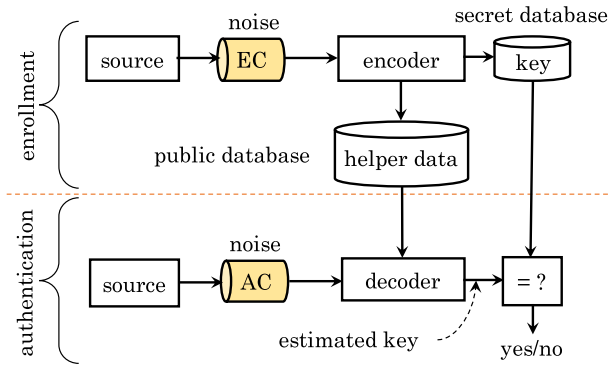 secret database
noise
source
EC
encoder
key
enrollment
public database
helper data
noise
authentication
source
AC
decoder
= ?
estimated key
yes/no